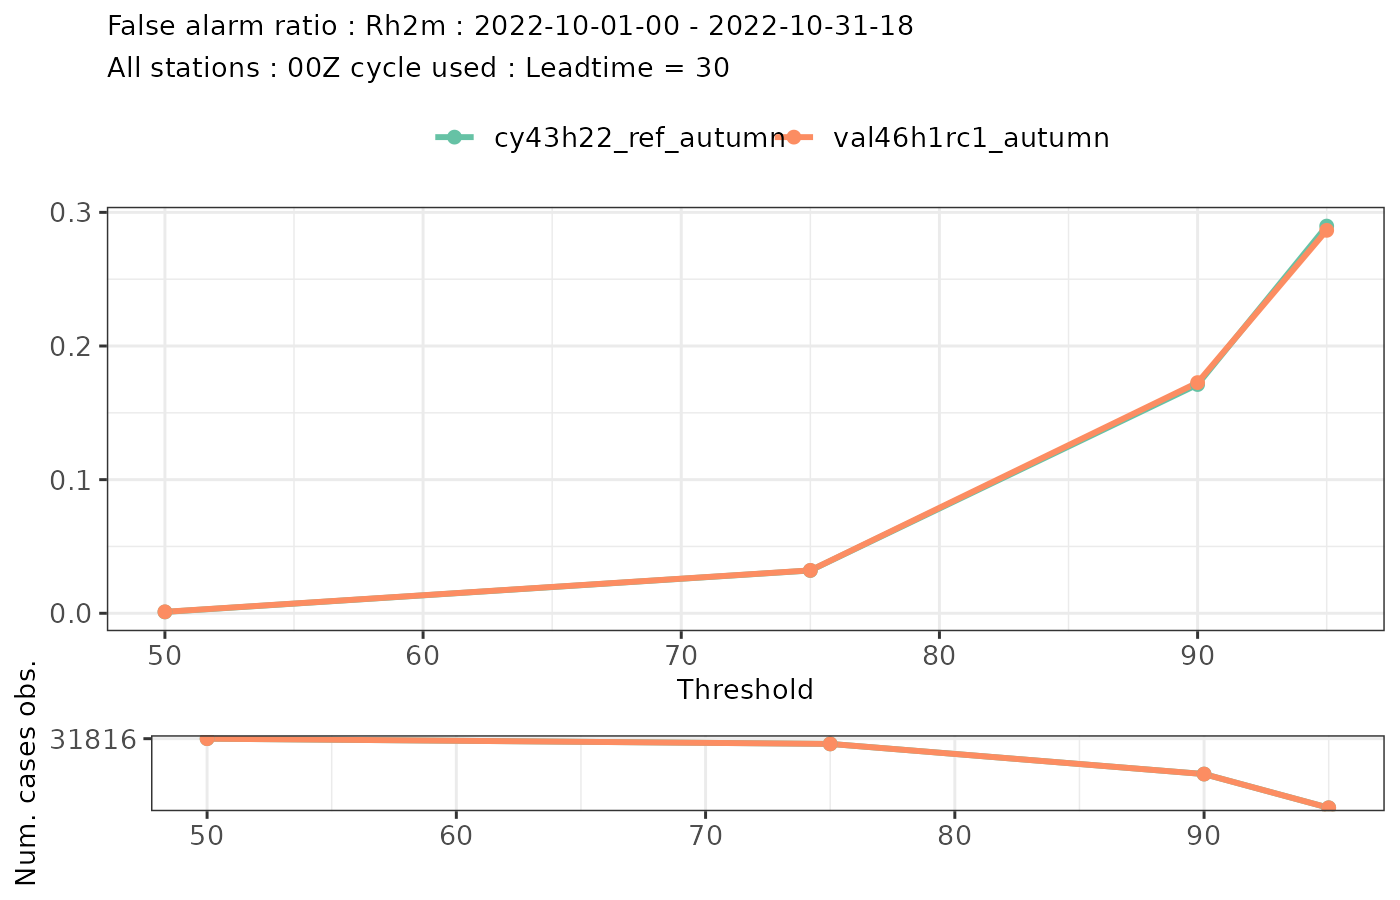 False alarm ratio : Rh2m : 2022-10-01-00 - 2022-10-31-18
All stations : 00Z cycle used : Leadtime = 30
cy43h22_ref_autumn val46h1rc1_autumn
0.3
0.2
0.1
0.0
50 60 70 80 90
Threshold
Num. cases obs.
31816
50 60 70 80 90